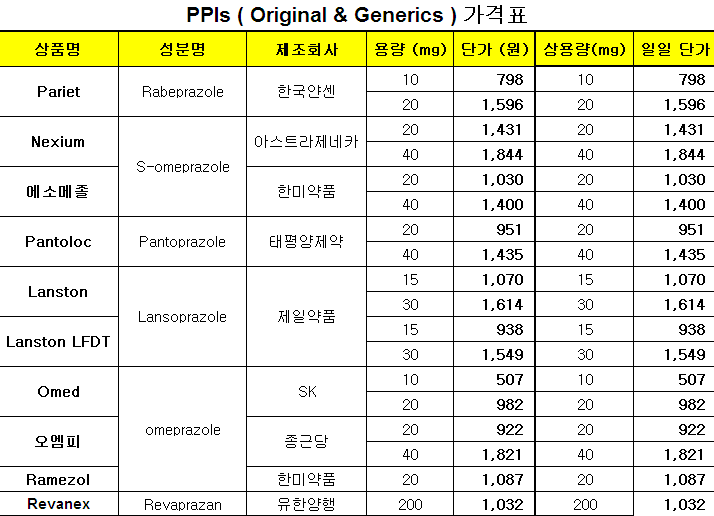 PPIs ( Original & Generics ) 가격표
상품명 성분명 제조회사 용량 (mg) 단가 (원) 상용량(mg) 일일 단가
Pariet Rabeprazole 한국얀센 10 798 10 798
20 1,596 20 1,596
Nexium S-omeprazole 아스트라제네카 20 1,431 20 1,431
40 1,844 40 1,844
에소메졸 한미약품 20 1,030 20 1,030
40 1,400 40 1,400
Pantoloc Pantoprazole 태평양제약 20 951 20 951
40 1,435 40 1,435
Lanston Lansoprazole 제일약품 15 1,070 15 1,070
30 1,614 30 1,614
Lanston LFDT 15 938 15 938
30 1,549 30 1,549
Omed omeprazole SK 10 507 10 507
20 982 20 982
오엠피 종근당 20 922 20 922
40 1,821 40 1,821
Ramezol 한미약품 20 1,087 20 1,087
Revanex Revaprazan 유한양행 200 1,032 200 1,032